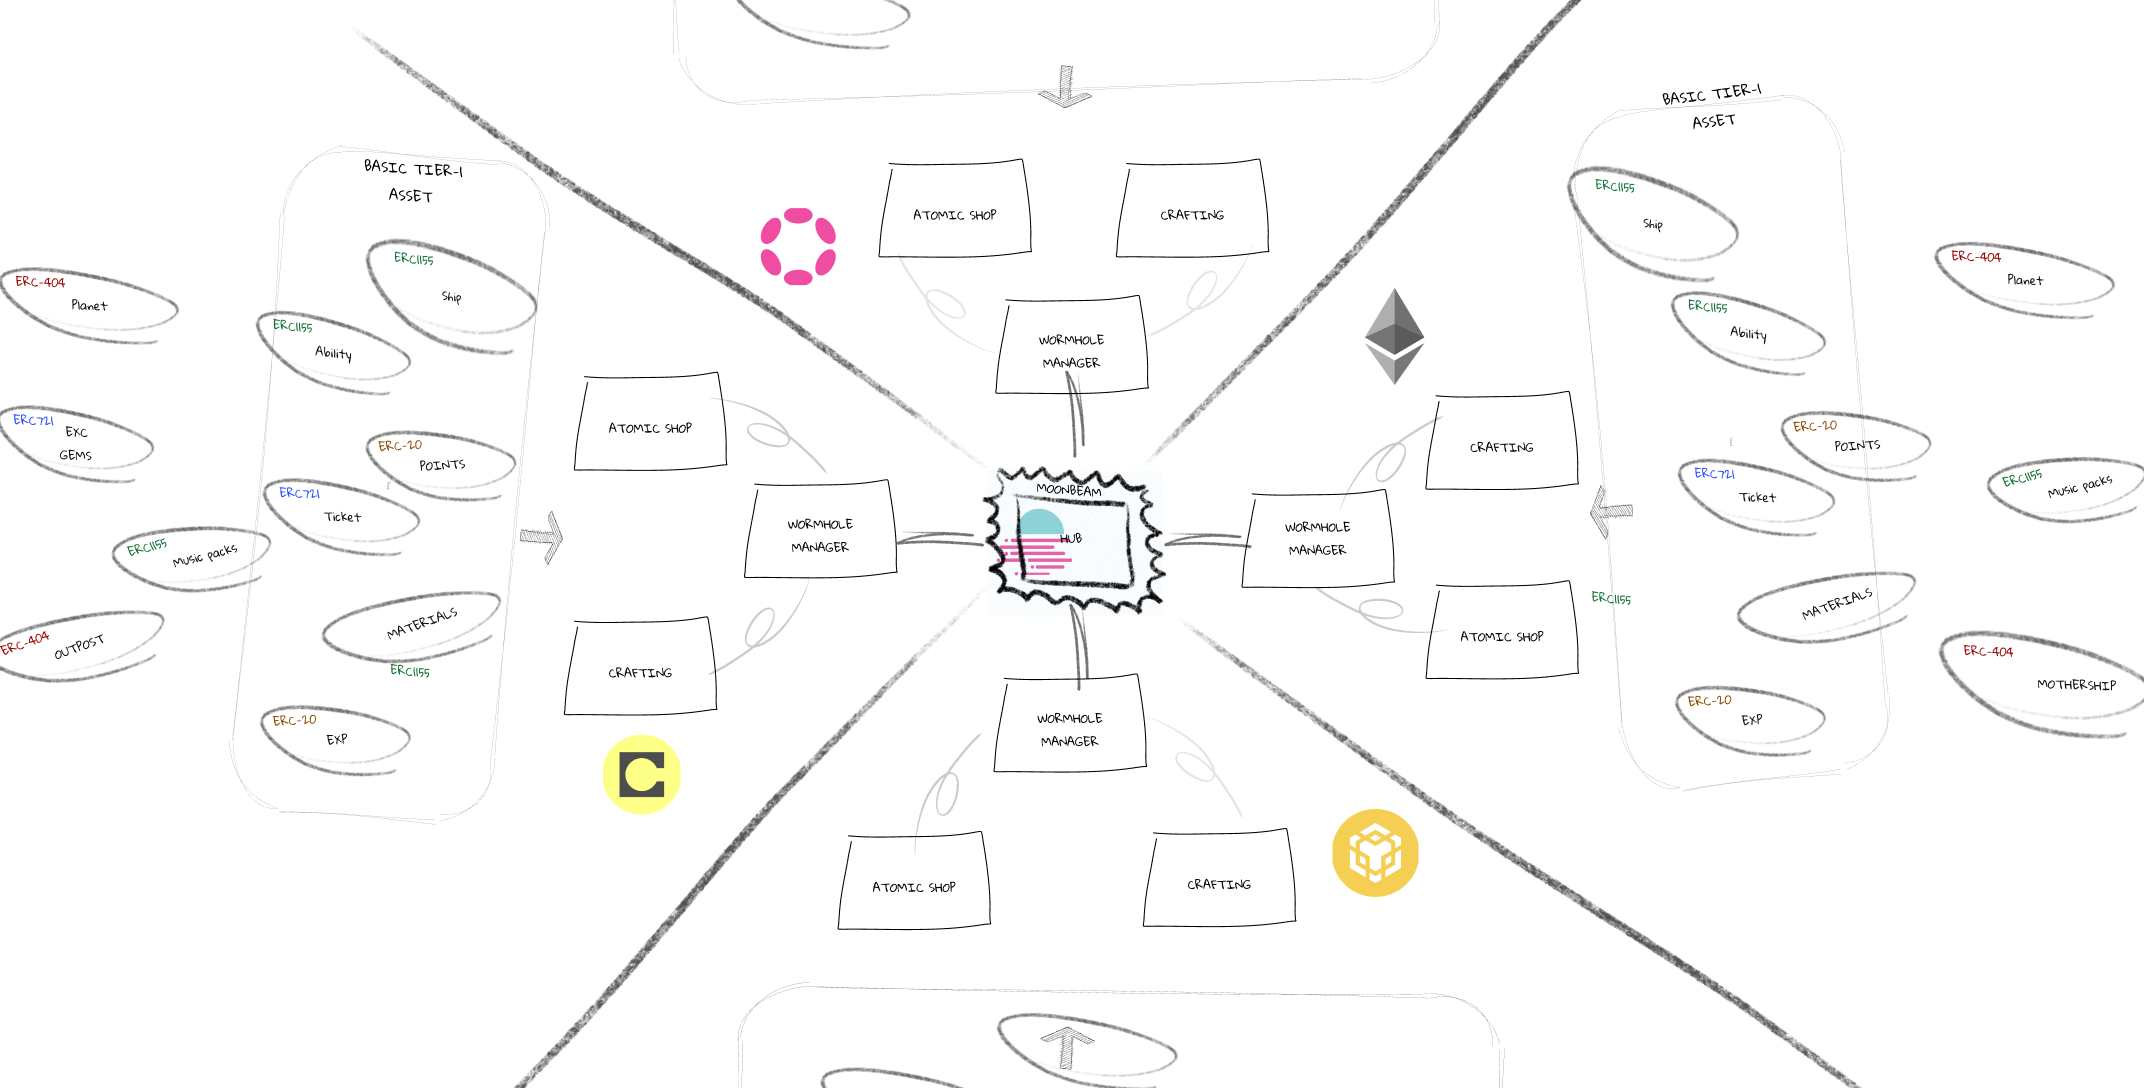 BASIC TIER-1
ASSET
ERC1155
Ship
ERC-404
Planet
ERC1155
Ability
ERC721
EXC
GEMS
ERC-20
POINTS
ERC721
Ticket
ERC1155
Music packs
ERC-404
OUTPOST
MATERIALS
ERC1155
ERC-20
EXP
ATOMIC SHOP
WORMHOLE
MANAGER
CRAFTING
ATOMIC SHOP
CRAFTING
WORMHOLE
MANAGER
MOONBEAM
HUB
WORMHOLE
MANAGER
ATOMIC SHOP
CRAFTING
CRAFTING
WORMHOLE
MANAGER
ATOMIC SHOP
BASIC TIER-1
ASSET
ERC1155
Ship
ERC-404
Planet
ERC1155
Ability
ERC-20
POINTS
ERC721
Ticket
ERC1155
Music packs
ERC1155
MATERIALS
ERC-404
MOTHERSHIP
ERC-20
EXP